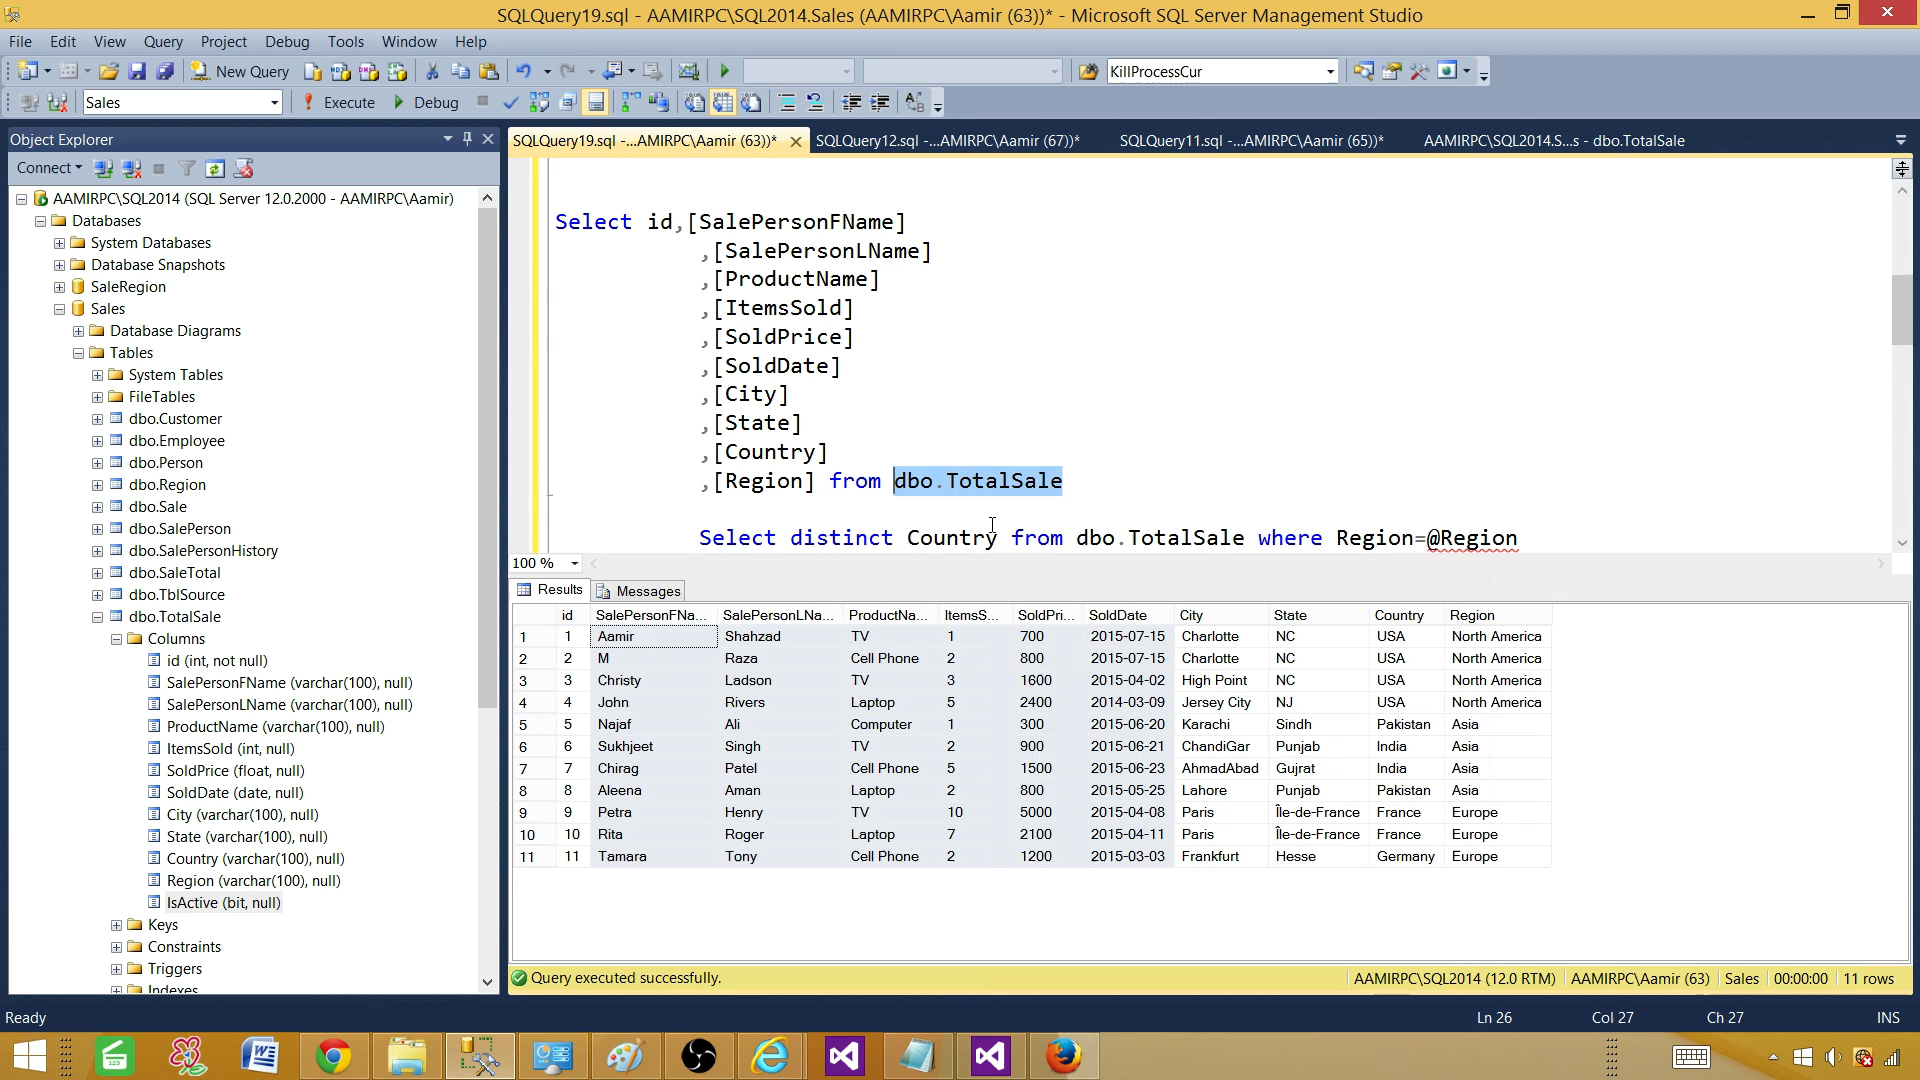 SQLQuery19.sql - AAMIRPC\SQL2014.Sales (AAMIRPC\Aamir (63))* - Microsoft SQL Server Management Studio
File Edit View Query Project Debug Tools Window Help
New Query KillProcessCur
Sales Execute Debug
Object Explorer
SQLQuery19.sql -...AMIRPC\Aamir (63))* SQLQuery12.sql -...AMIRPC\Aamir (67))* SQLQuery11.sql -...AMIRPC\Aamir (65))* AAMIRPC\SQL2014.S...s - dbo.TotalSale
Connect
AAMIRPC\SQL2014 (SQL Server 12.0.2000 - AAMIRPC\Aamir)
Databases
System Databases
Database Snapshots
SaleRegion
Sales
Database Diagrams
Tables
System Tables
FileTables
dbo.Customer
dbo.Employee
dbo.Person
dbo.Region
dbo.Sale
dbo.SalePerson
dbo.SalePersonHistory
dbo.SaleTotal
dbo.TblSource
dbo.TotalSale
Columns
id (int, not null)
SalePersonFName (varchar(100), null)
SalePersonLName (varchar(100), null)
ProductName (varchar(100), null)
ItemsSold (int, null)
SoldPrice (float, null)
SoldDate (date, null)
City (varchar(100), null)
State (varchar(100), null)
Country (varchar(100), null)
Region (varchar(100), null)
IsActive (bit, null)
Keys
Constraints
Triggers
Indexes
Select id,[SalePersonFName]
,[SalePersonLName]
,[ProductName]
,[ItemsSold]
,[SoldPrice]
,[SoldDate]
,[City]
,[State]
,[Country]
,[Region] from dbo.TotalSale
Select distinct Country from dbo.TotalSale where Region=@Region
100 %
Results Messages
id SalePersonFNa... SalePersonLNa... ProductNa... ItemsS... SoldPri... SoldDate City State Country Region
1 1 Aamir Shahzad TV 1 700 2015-07-15 Charlotte NC USA North America
2 2 M Raza Cell Phone 2 800 2015-07-15 Charlotte NC USA North America
3 3 Christy Ladson TV 3 1600 2015-04-02 High Point NC USA North America
4 4 John Rivers Laptop 5 2400 2014-03-09 Jersey City NJ USA North America
5 5 Najaf Ali Computer 1 300 2015-06-20 Karachi Sindh Pakistan Asia
6 6 Sukhjeet Singh TV 2 900 2015-06-21 ChandiGar Punjab India Asia
7 7 Chirag Patel Cell Phone 5 1500 2015-06-23 AhmadAbad Gujrat India Asia
8 8 Aleena Aman Laptop 2 800 2015-05-25 Lahore Punjab Pakistan Asia
9 9 Petra Henry TV 10 5000 2015-04-08 Paris Île-de-France France Europe
10 10 Rita Roger Laptop 7 2100 2015-04-11 Paris Île-de-France France Europe
11 11 Tamara Tony Cell Phone 2 1200 2015-03-03 Frankfurt Hesse Germany Europe
Query executed successfully. AAMIRPC\SQL2014 (12.0 RTM) AAMIRPC\Aamir (63) Sales 00:00:00 11 rows
Ready Ln 26 Col 27 Ch 27 INS